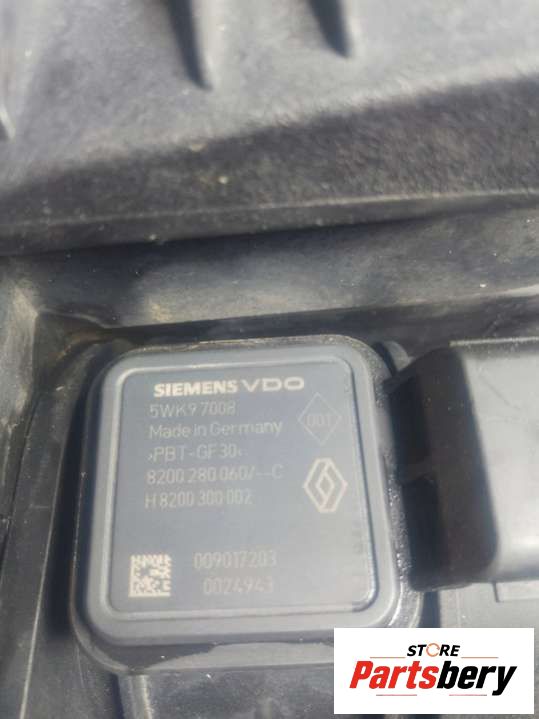 SIEMENS VDO
5WK9 7008
001
Made in Germany
›PBT-GF30‹
8200 280 060/--C
H 8200 300 002
009017203
0024943
STORE
Partsbery